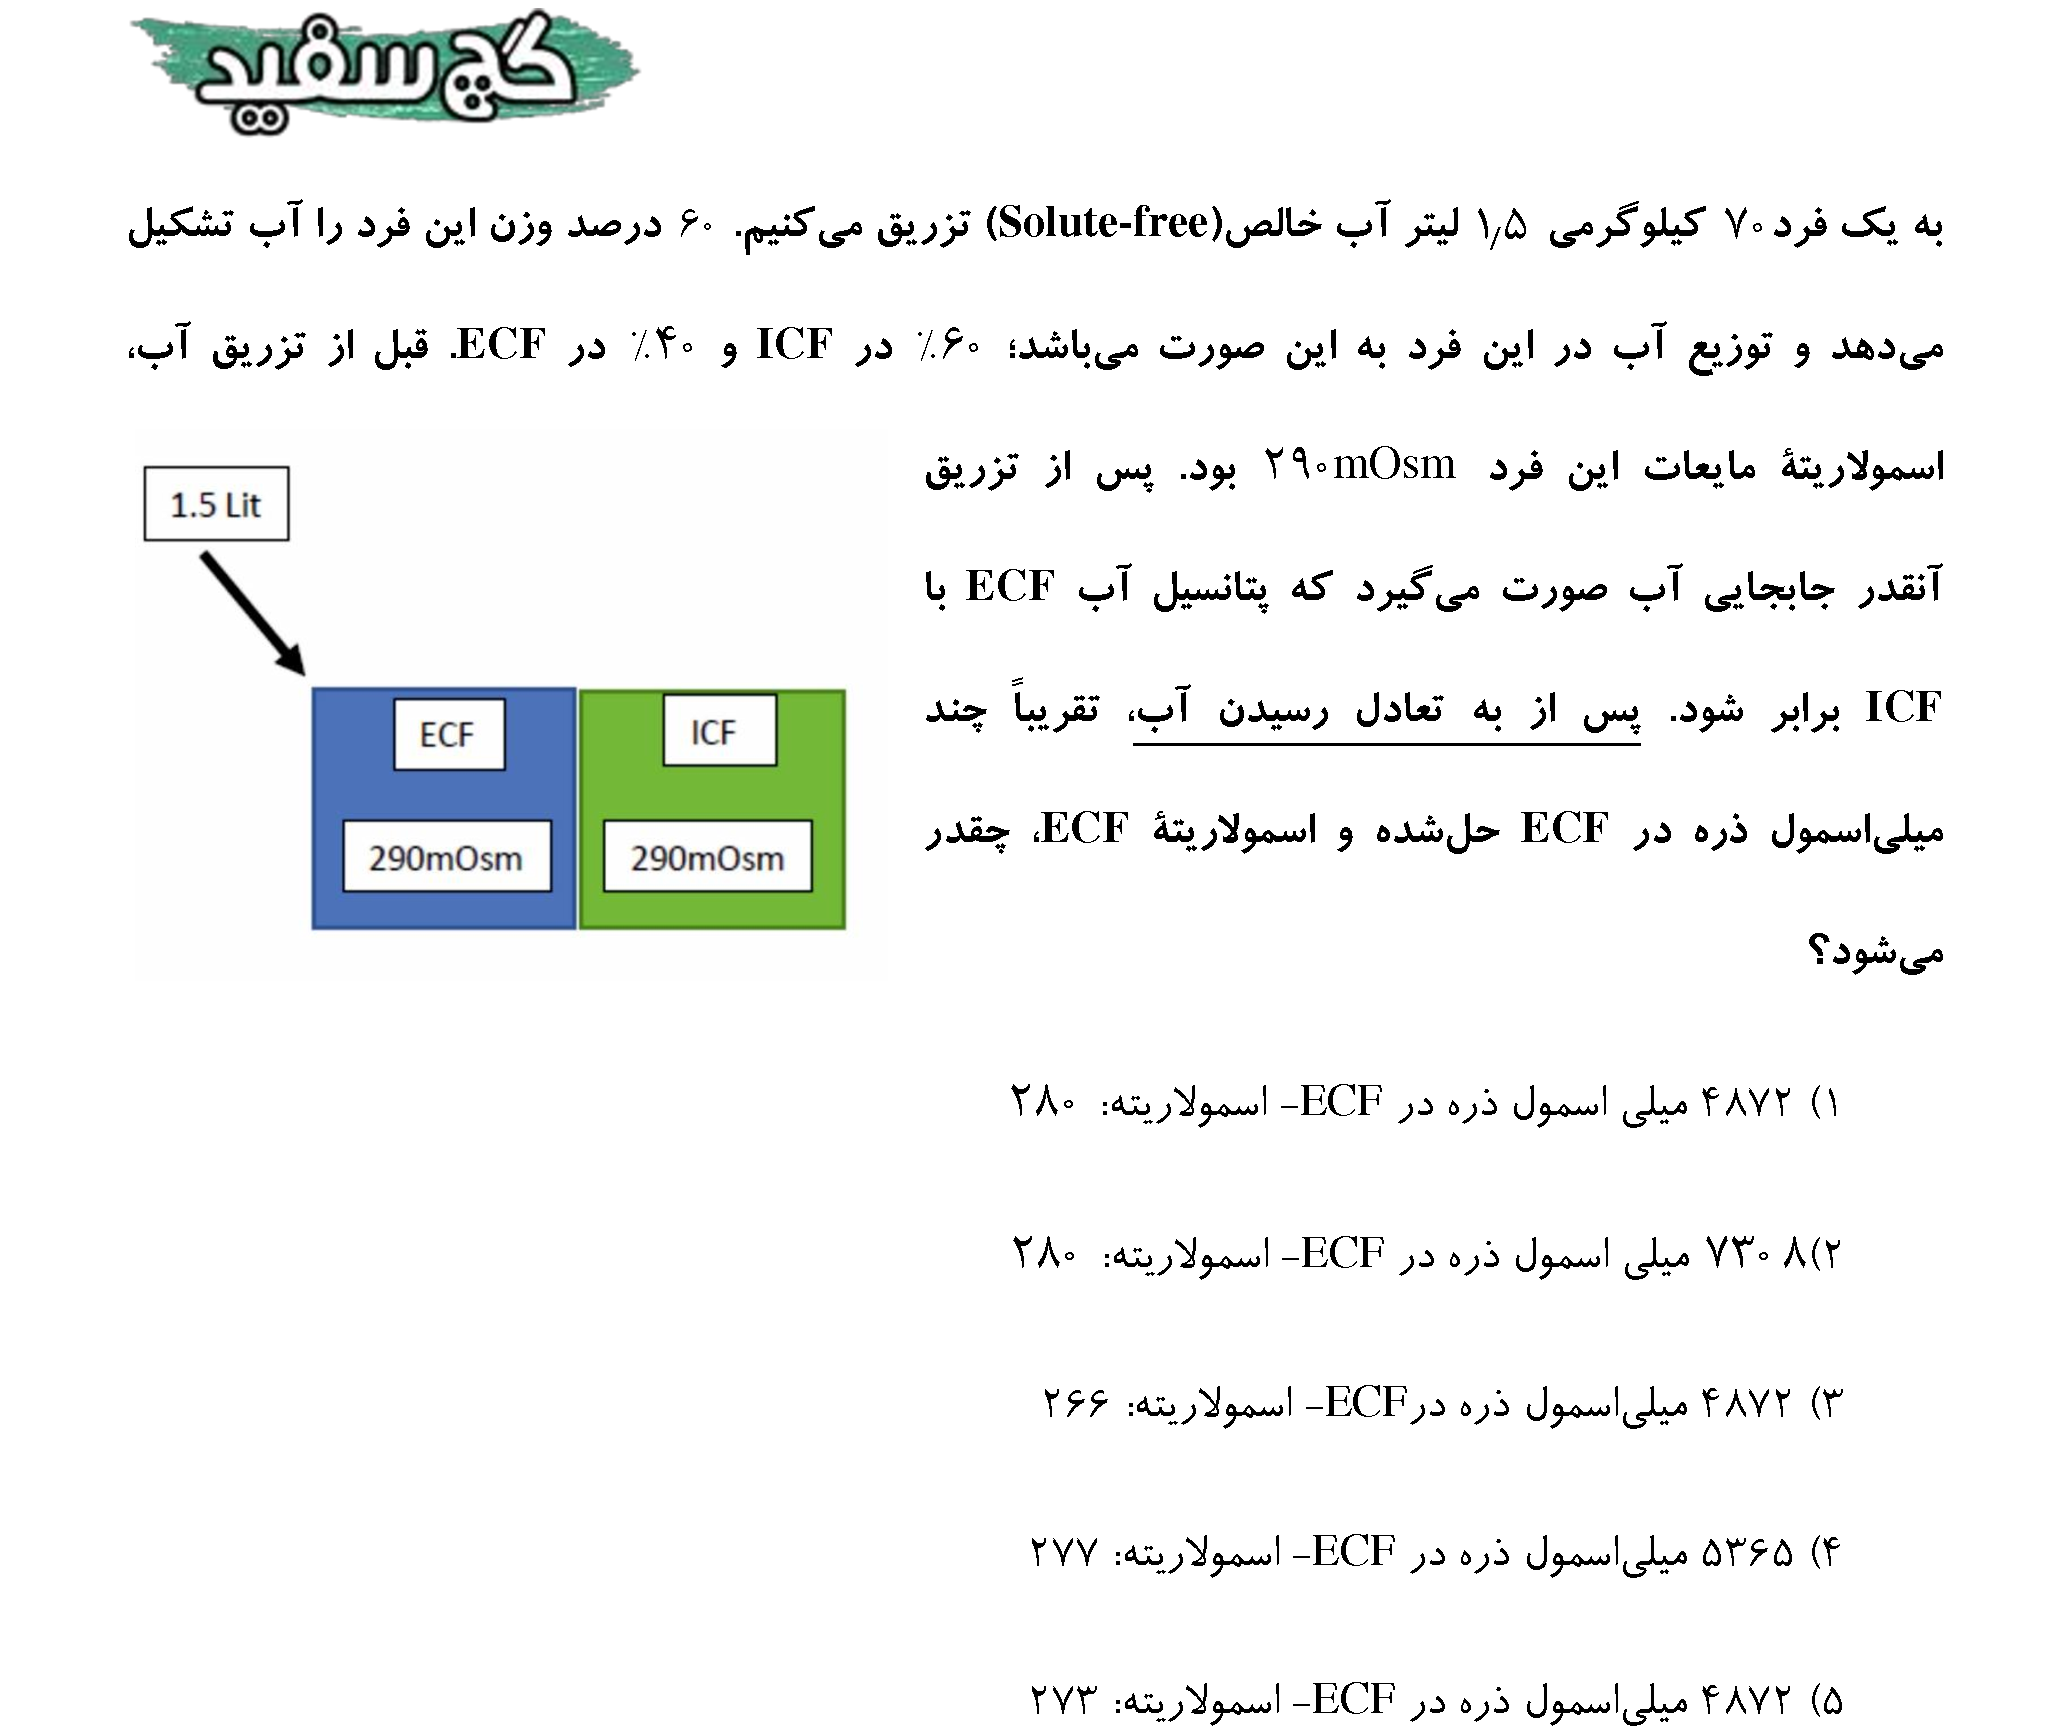 گچ سفید
به یک فرد ۷۰ کیلوگرمی ۱٫۵ لیتر آب خالص(Solute-free) تزریق می‌کنیم. ۶۰ درصد وزن این فرد را آب تشکیل
می‌دهد و توزیع آب در این فرد به این صورت می‌باشد؛ ۶۰٪ در ICF و ۴۰٪ در ECF. قبل از تزریق آب،
اسمولاریتهٔ مایعات این فرد ۲۹۰mOsm بود. پس از تزریق
آنقدر جابجایی آب صورت می‌گیرد که پتانسیل آب ECF با
ICF برابر شود. پس از به تعادل رسیدن آب، تقریباً چند
میلی‌اسمول ذره در ECF حل‌شده و اسمولاریتهٔ ECF، چقدر
می‌شود؟
1.5 Lit
ECF
ICF
290mOsm
290mOsm
۱) ۴۸۷۲ میلی اسمول ذره در ECF– اسمولاریته: ۲۸۰
۲)۷۳۰۸ میلی اسمول ذره در ECF– اسمولاریته: ۲۸۰
۳) ۴۸۷۲ میلی‌اسمول ذره درECF– اسمولاریته: ۲۶۶
۴) ۵۳۶۵ میلی‌اسمول ذره در ECF– اسمولاریته: ۲۷۷
۵) ۴۸۷۲ میلی‌اسمول ذره در ECF– اسمولاریته: ۲۷۳